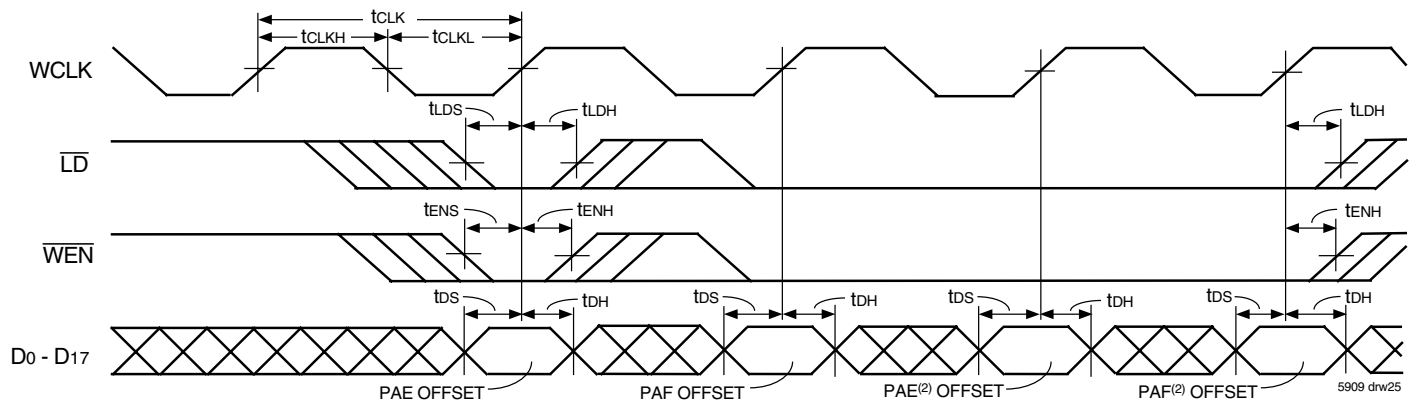 tCLK
tCLKH
tCLKL
WCLK
tLDS
tLDH
tLDH
LD
tENS
tENH
tENH
WEN
tDS
tDH
tDS
tDH
tDS
tDH
tDS
tDH
D0 - D17
PAE OFFSET
PAF OFFSET
PAE(2) OFFSET
PAF(2) OFFSET
5909 drw25